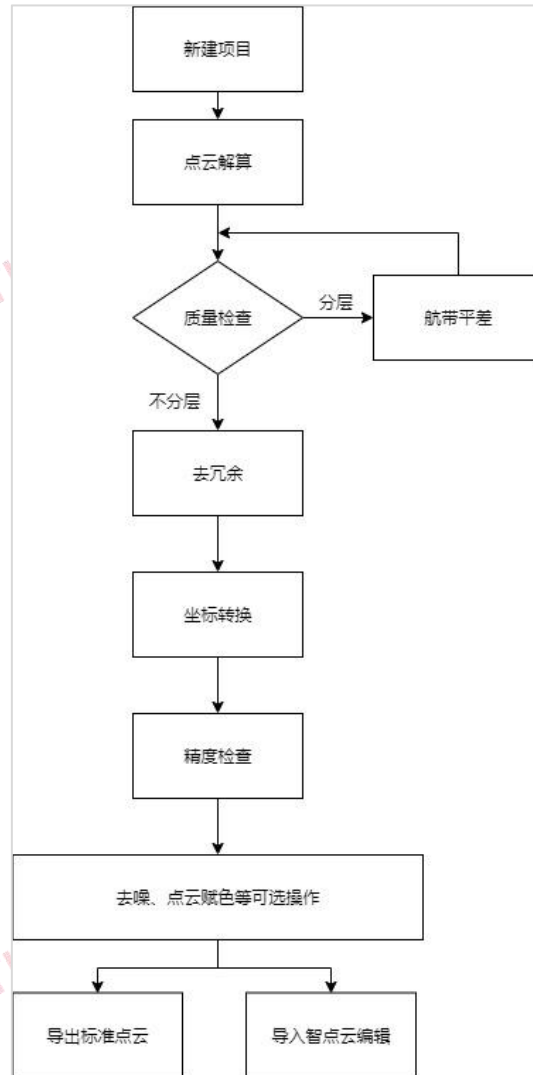 新建项目
点云解算
质量检查
分层
航带平差
不分层
去冗余
坐标转换
精度检查
去噪、点云赋色等可选操作
导出标准点云
导入智点云编辑